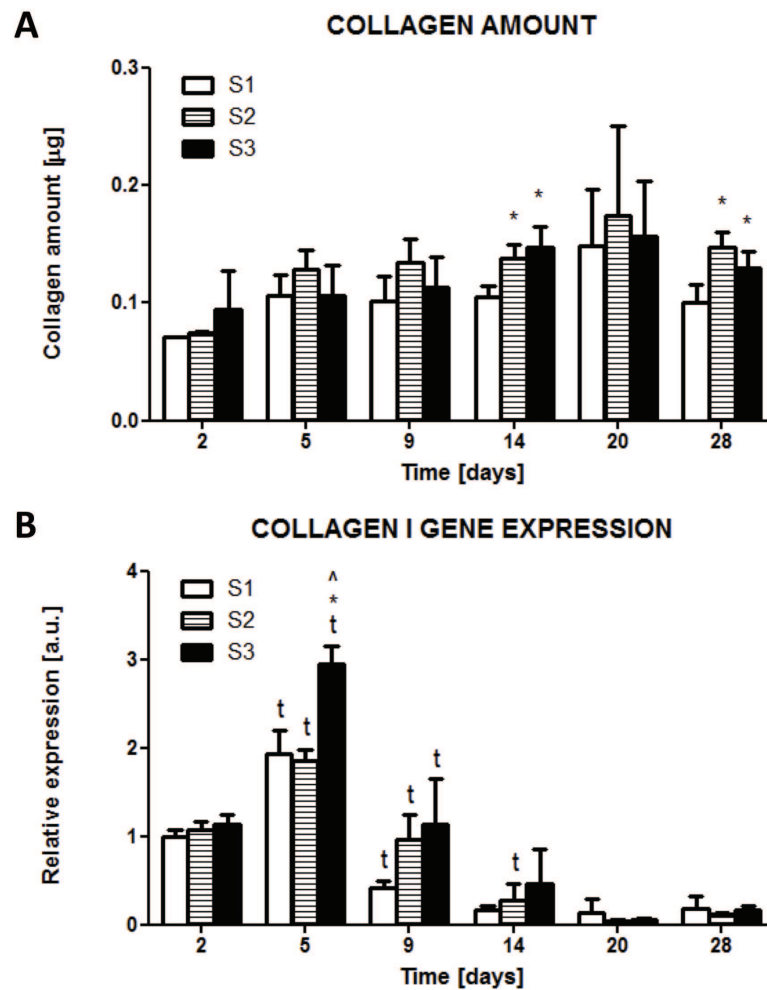 A
COLLAGEN AMOUNT
0.3
S1
S2
S3
0.2
0.1
0.0
Collagen amount [µg]
* * * *
2 5 9 14 20 28
Time [days]
B
COLLAGEN I GENE EXPRESSION
4
S1
S2
S3
3
2
1
0
Relative expression [a.u.]
^
*
t
t t
t t t
t
2 5 9 14 20 28
Time [days]